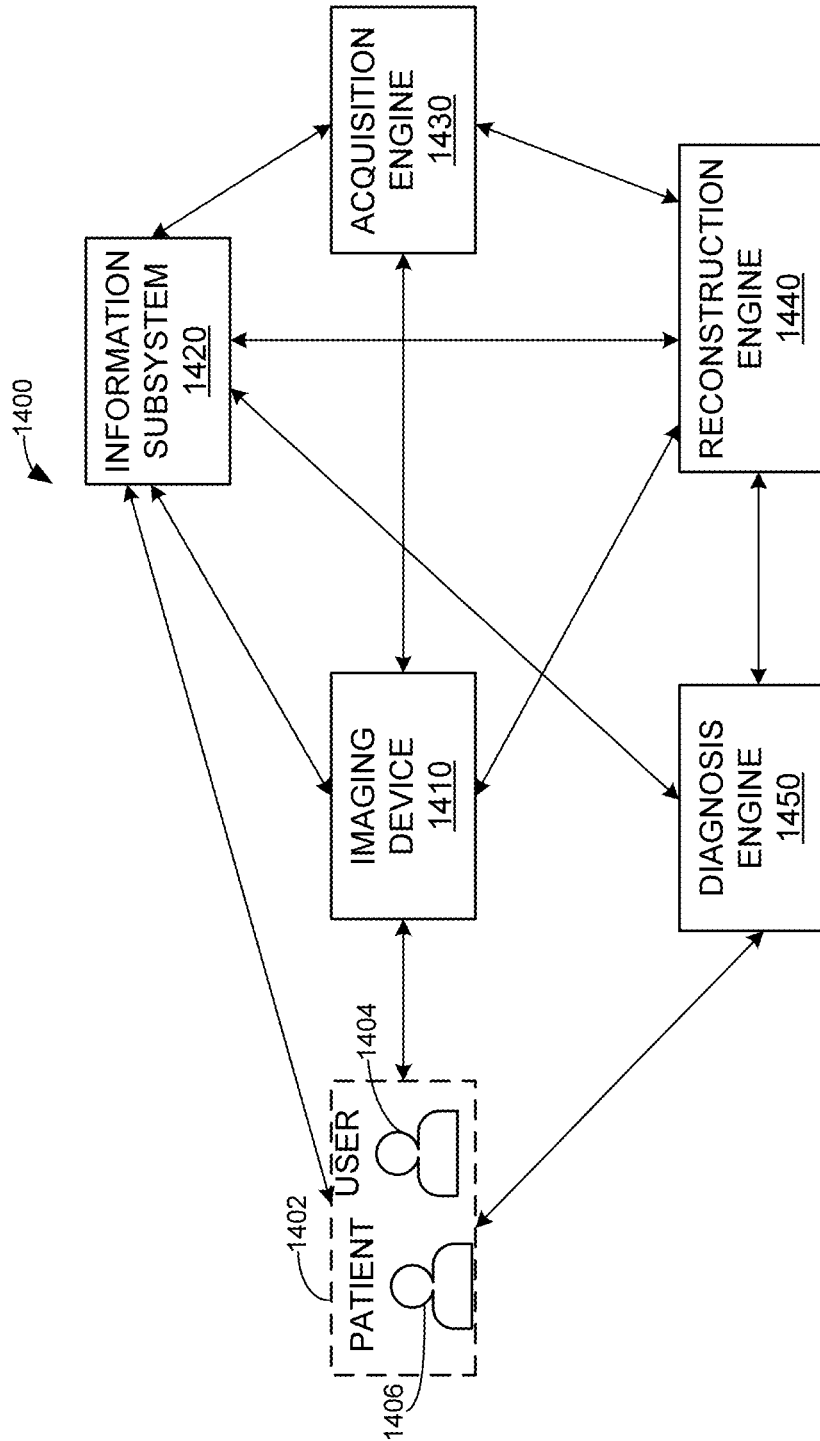 1400
INFORMATION
SUBSYSTEM
1420
1402
PATIENT
USER
1404
1406
IMAGING
DEVICE
1410
ACQUISITION
ENGINE
1430
DIAGNOSIS
ENGINE
1450
RECONSTRUCTION
ENGINE
1440